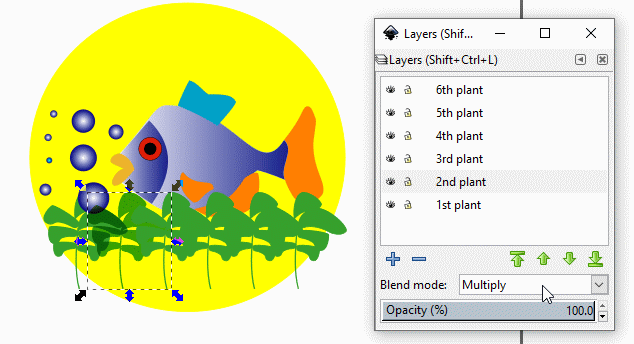 Layers (Shif...
Layers (Shift+Ctrl+L)
6th plant
5th plant
4th plant
3rd plant
2nd plant
1st plant
Blend mode: Multiply
Opacity (%) 100.0